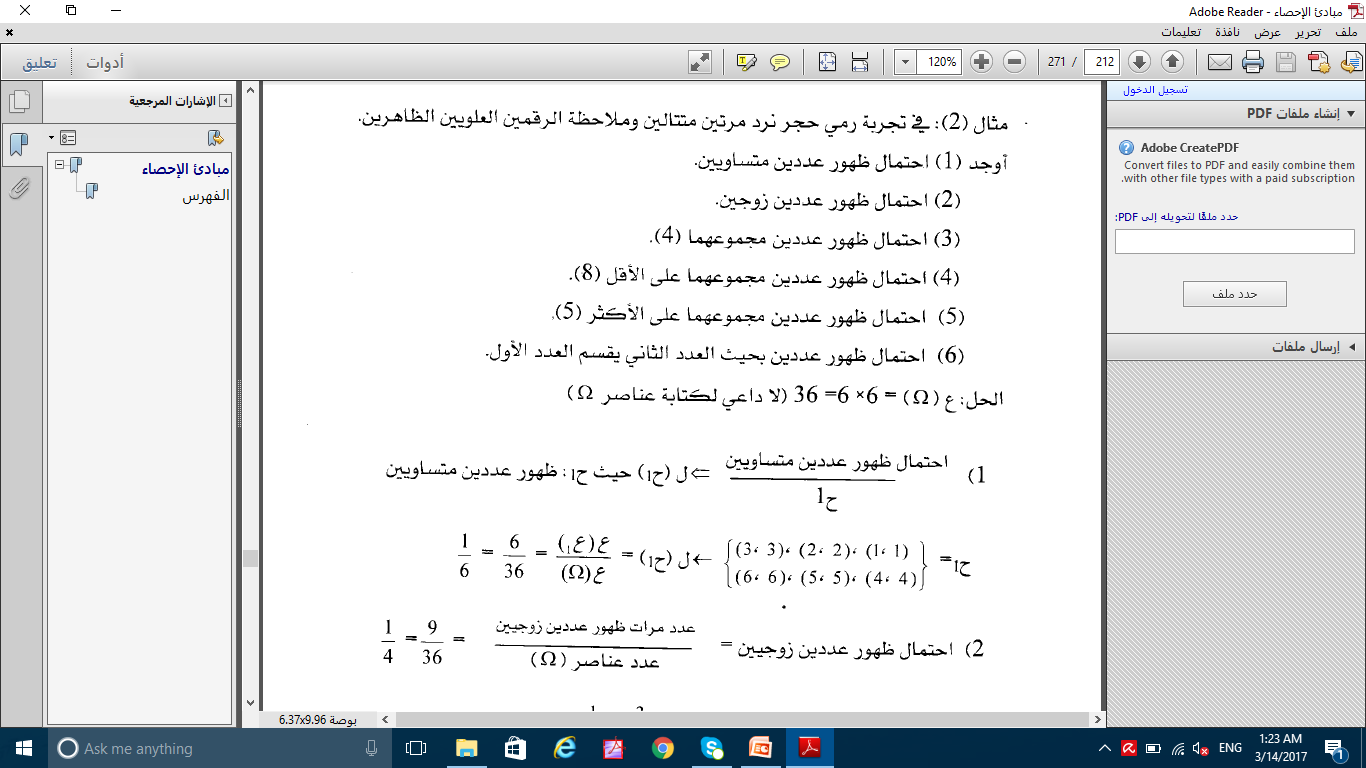 مبادئ الإحصاء - Adobe Reader
ملف تحرير عرض نافذة تعليمات
أدوات تعليق
120% 271 / 212
الإشارات المرجعية
مبادئ الإحصاء
الفهرس
تسجيل الدخول
إنشاء ملفات PDF
Adobe CreatePDF
Convert files to PDF and easily combine them
.with other file types with a paid subscription
حدد ملفًا لتحويله إلى PDF:
حدد ملف
إرسال ملفات
مثال (2): في تجربة رمي حجر نرد مرتين متتالين وملاحظة الرقمين العلويين الظاهرين.
أوجد (1) احتمال ظهور عددين متساويين.
(2) احتمال ظهور عددين زوجين.
(3) احتمال ظهور عددين مجموعهما (4).
(4) احتمال ظهور عددين مجموعهما على الأقل (8).
(5) احتمال ظهور عددين مجموعهما على الأكثر (5).
(6) احتمال ظهور عددين بحيث العدد الثاني يقسم العدد الأول.
الحل: ع (Ω) = 6× 6= 36 (لا داعي لكتابة عناصر Ω)
1) احتمال ظهور عددين متساويين / ح1 ⇐ ل (ح1) حيث ح1: ظهور عددين متساويين
ح1= {(1، 1)، (2، 2)، (3، 3)
(4، 4)، (5، 5)، (6، 6)} ← ل (ح1) = ع(ع1) / ع(Ω) = 6/36 = 1/6
2) احتمال ظهور عددين زوجيين = عدد مرات ظهور عددين زوجيين / عدد عناصر (Ω) = 9/36 = 1/4
6.37x9.96 بوصة
Ask me anything
ENG
1:23 AM
3/14/2017
1